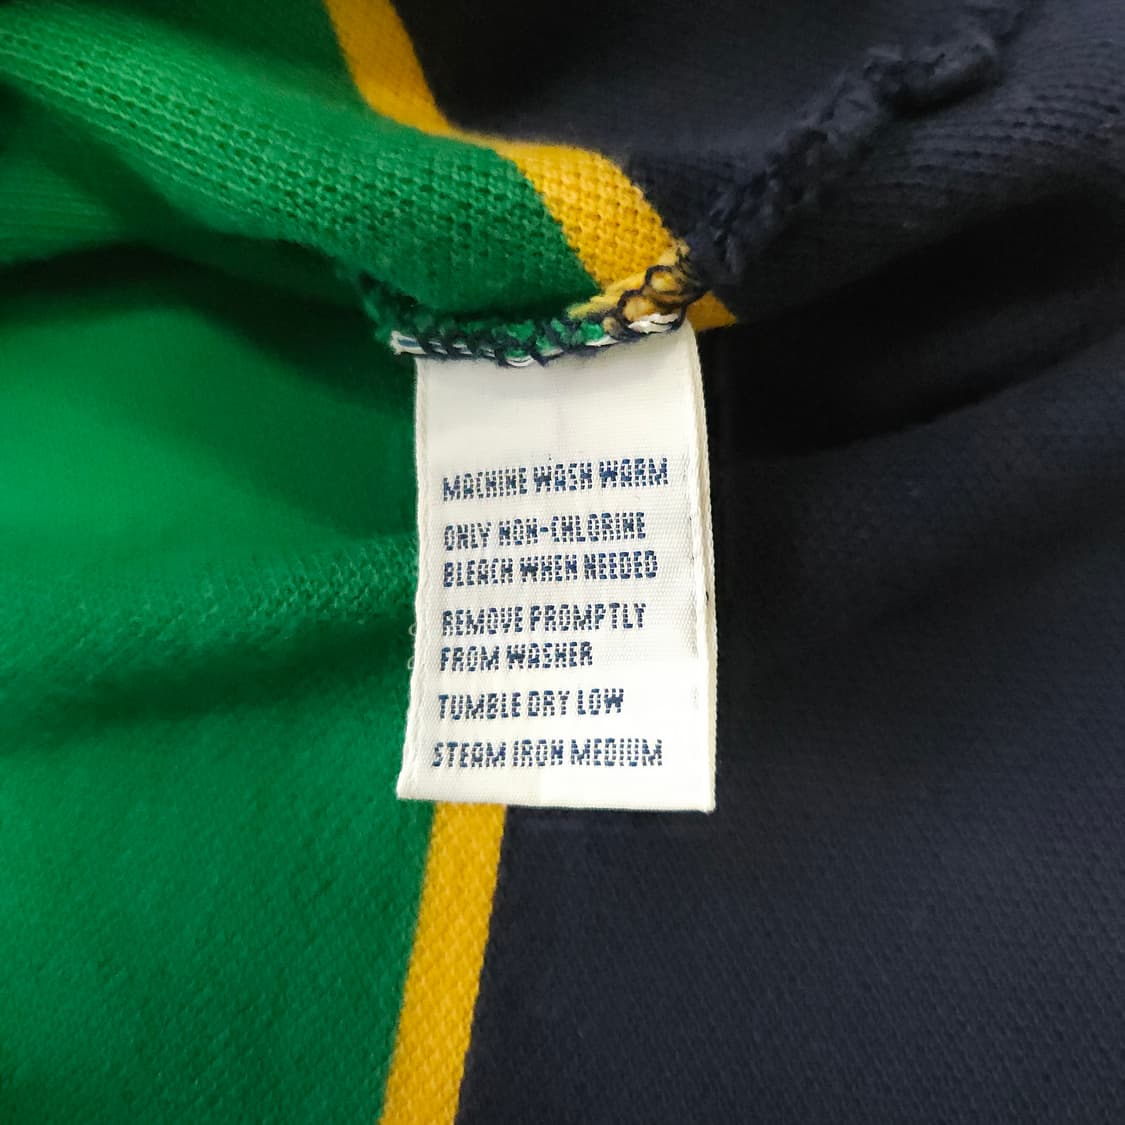 MACHINE WASH WARM
ONLY NON-CHLORINE
BLEACH WHEN NEEDED
REMOVE PROMPTLY
FROM WASHER
TUMBLE DRY LOW
STEAM IRON MEDIUM